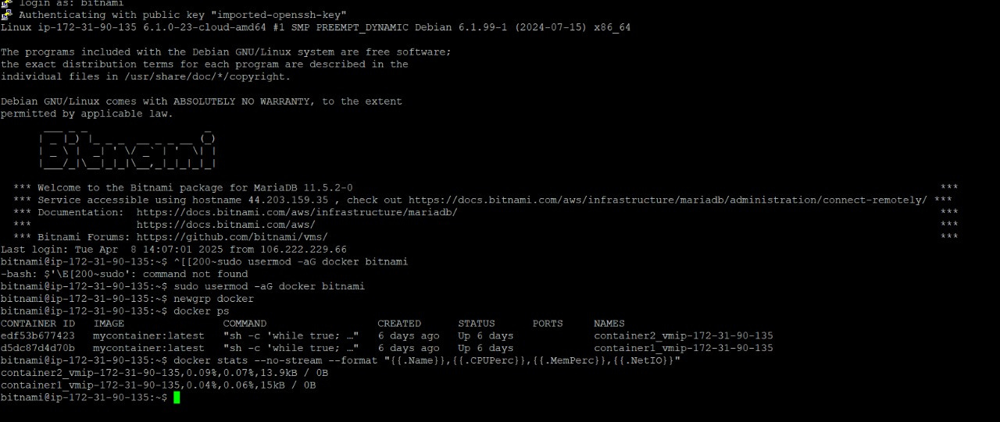 login as: bitnami
Authenticating with public key "imported-openssh-key"
Linux ip-172-31-90-135 6.1.0-23-cloud-amd64 #1 SMP PREEMPT_DYNAMIC Debian 6.1.99-1 (2024-07-15) x86_64
The programs included with the Debian GNU/Linux system are free software;
the exact distribution terms for each program are described in the
individual files in /usr/share/doc/*/copyright.
Debian GNU/Linux comes with ABSOLUTELY NO WARRANTY, to the extent
permitted by applicable law.
Bitnami
*** Welcome to the Bitnami package for MariaDB 11.5.2-0 ***
*** Service accessible using hostname 44.203.159.35 , check out https://docs.bitnami.com/aws/infrastructure/mariadb/administration/connect-remotely/ ***
*** Documentation: https://docs.bitnami.com/aws/infrastructure/mariadb/ ***
*** https://docs.bitnami.com/aws/ ***
*** Bitnami Forums: https://github.com/bitnami/vms/ ***
Last login: Tue Apr  8 14:07:01 2025 from 106.222.229.66
bitnami@ip-172-31-90-135:~$ ^[[200~sudo usermod -aG docker bitnami
-bash: $'\E[200~sudo': command not found
bitnami@ip-172-31-90-135:~$ sudo usermod -aG docker bitnami
bitnami@ip-172-31-90-135:~$ newgrp docker
bitnami@ip-172-31-90-135:~$ docker ps
CONTAINER ID   IMAGE   COMMAND   CREATED   STATUS   PORTS   NAMES
edf53b677423   mycontainer:latest   "sh -c 'while true; …"   6 days ago   Up 6 days   container2_vmip-172-31-90-135
d5dc87d4d70b   mycontainer:latest   "sh -c 'while true; …"   6 days ago   Up 6 days   container1_vmip-172-31-90-135
bitnami@ip-172-31-90-135:~$ docker stats --no-stream --format "{{.Name}},{{.CPUPerc}},{{.MemPerc}},{{.NetIO}}"
container2_vmip-172-31-90-135,0.09%,0.07%,13.9kB / 0B
container1_vmip-172-31-90-135,0.04%,0.06%,15kB / 0B
bitnami@ip-172-31-90-135:~$